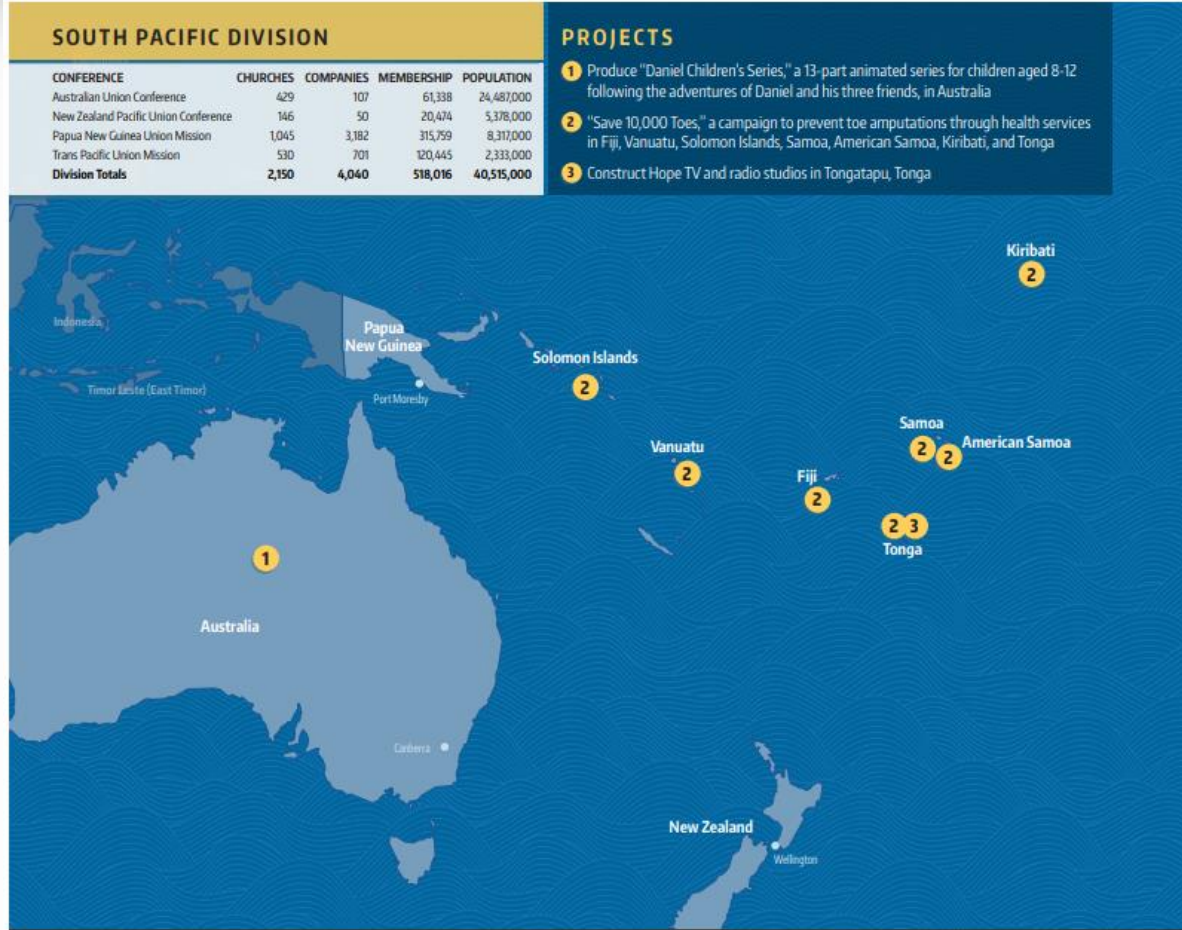 SOUTH PACIFIC DIVISION
CONFERENCE CHURCHES COMPANIES MEMBERSHIP POPULATION
Australian Union Conference 429 107 61,338 24,487,000
New Zealand Pacific Union Conference 146 50 20,474 5,378,000
Papua New Guinea Union Mission 1,045 3,182 315,759 8,317,000
Trans Pacific Union Mission 530 701 120,445 2,333,000
Division Totals 2,150 4,040 518,016 40,515,000
PROJECTS
1 Produce "Daniel Children's Series," a 13-part animated series for children aged 8-12
following the adventures of Daniel and his three friends, in Australia
2 "Save 10,000 Toes," a campaign to prevent toe amputations through health services
in Fiji, Vanuatu, Solomon Islands, Samoa, American Samoa, Kiribati, and Tonga
3 Construct Hope TV and radio studios in Tongatapu, Tonga
Kiribati
2
Indonesia
Papua
New Guinea
Solomon Islands
2
Timor Leste (East Timor)
Port Moresby
Samoa
2
American Samoa
2
Vanuatu
2
Fiji
2
2 3
Tonga
1
Australia
Canberra
New Zealand
Wellington